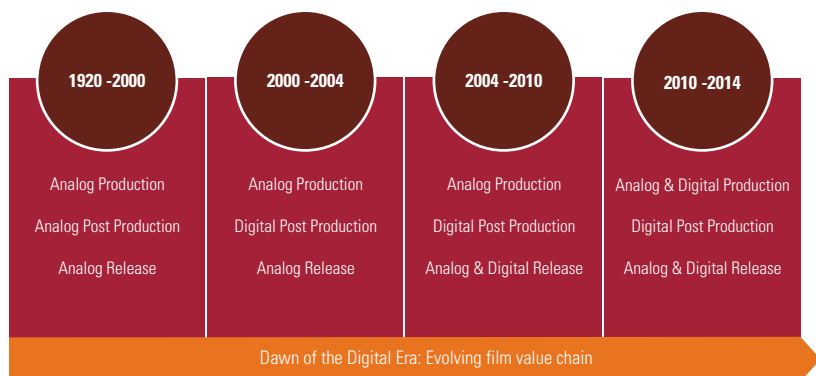 1920 -2000
Analog Production
Analog Post Production
Analog Release
2000 -2004
Analog Production
Digital Post Production
Analog Release
2004 -2010
Analog Production
Digital Post Production
Analog & Digital Release
2010 -2014
Analog & Digital Production
Digital Post Production
Analog & Digital Release
Dawn of the Digital Era: Evolving film value chain